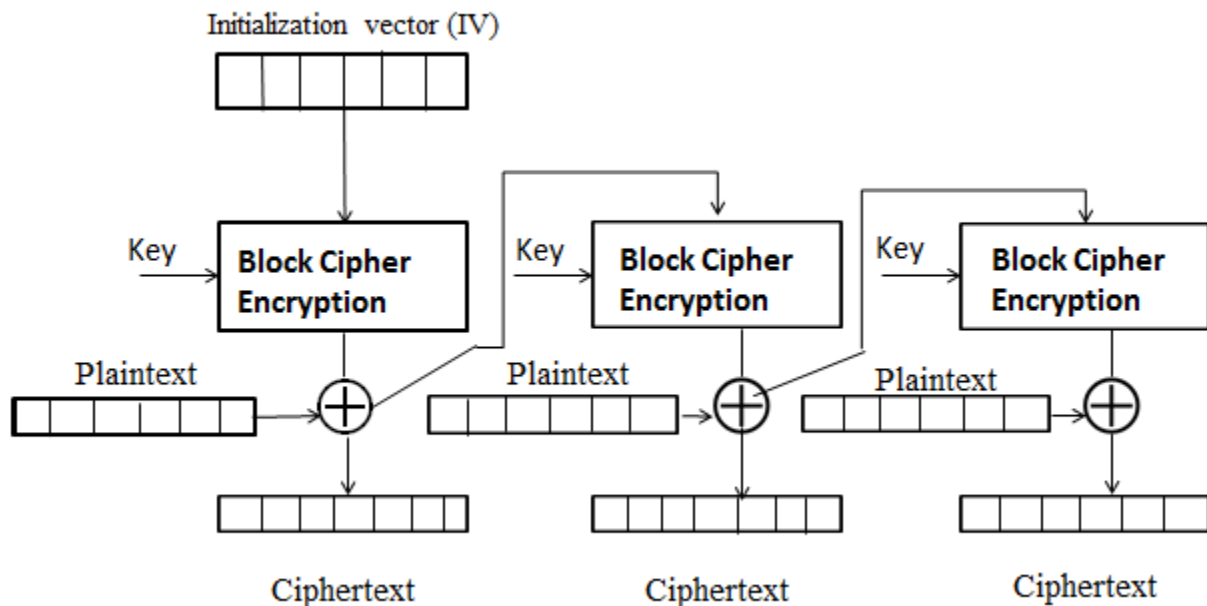 Initialization vector (IV)
Key
Block Cipher
Encryption
Key
Block Cipher
Encryption
Key
Block Cipher
Encryption
Plaintext
Plaintext
Plaintext
Ciphertext
Ciphertext
Ciphertext